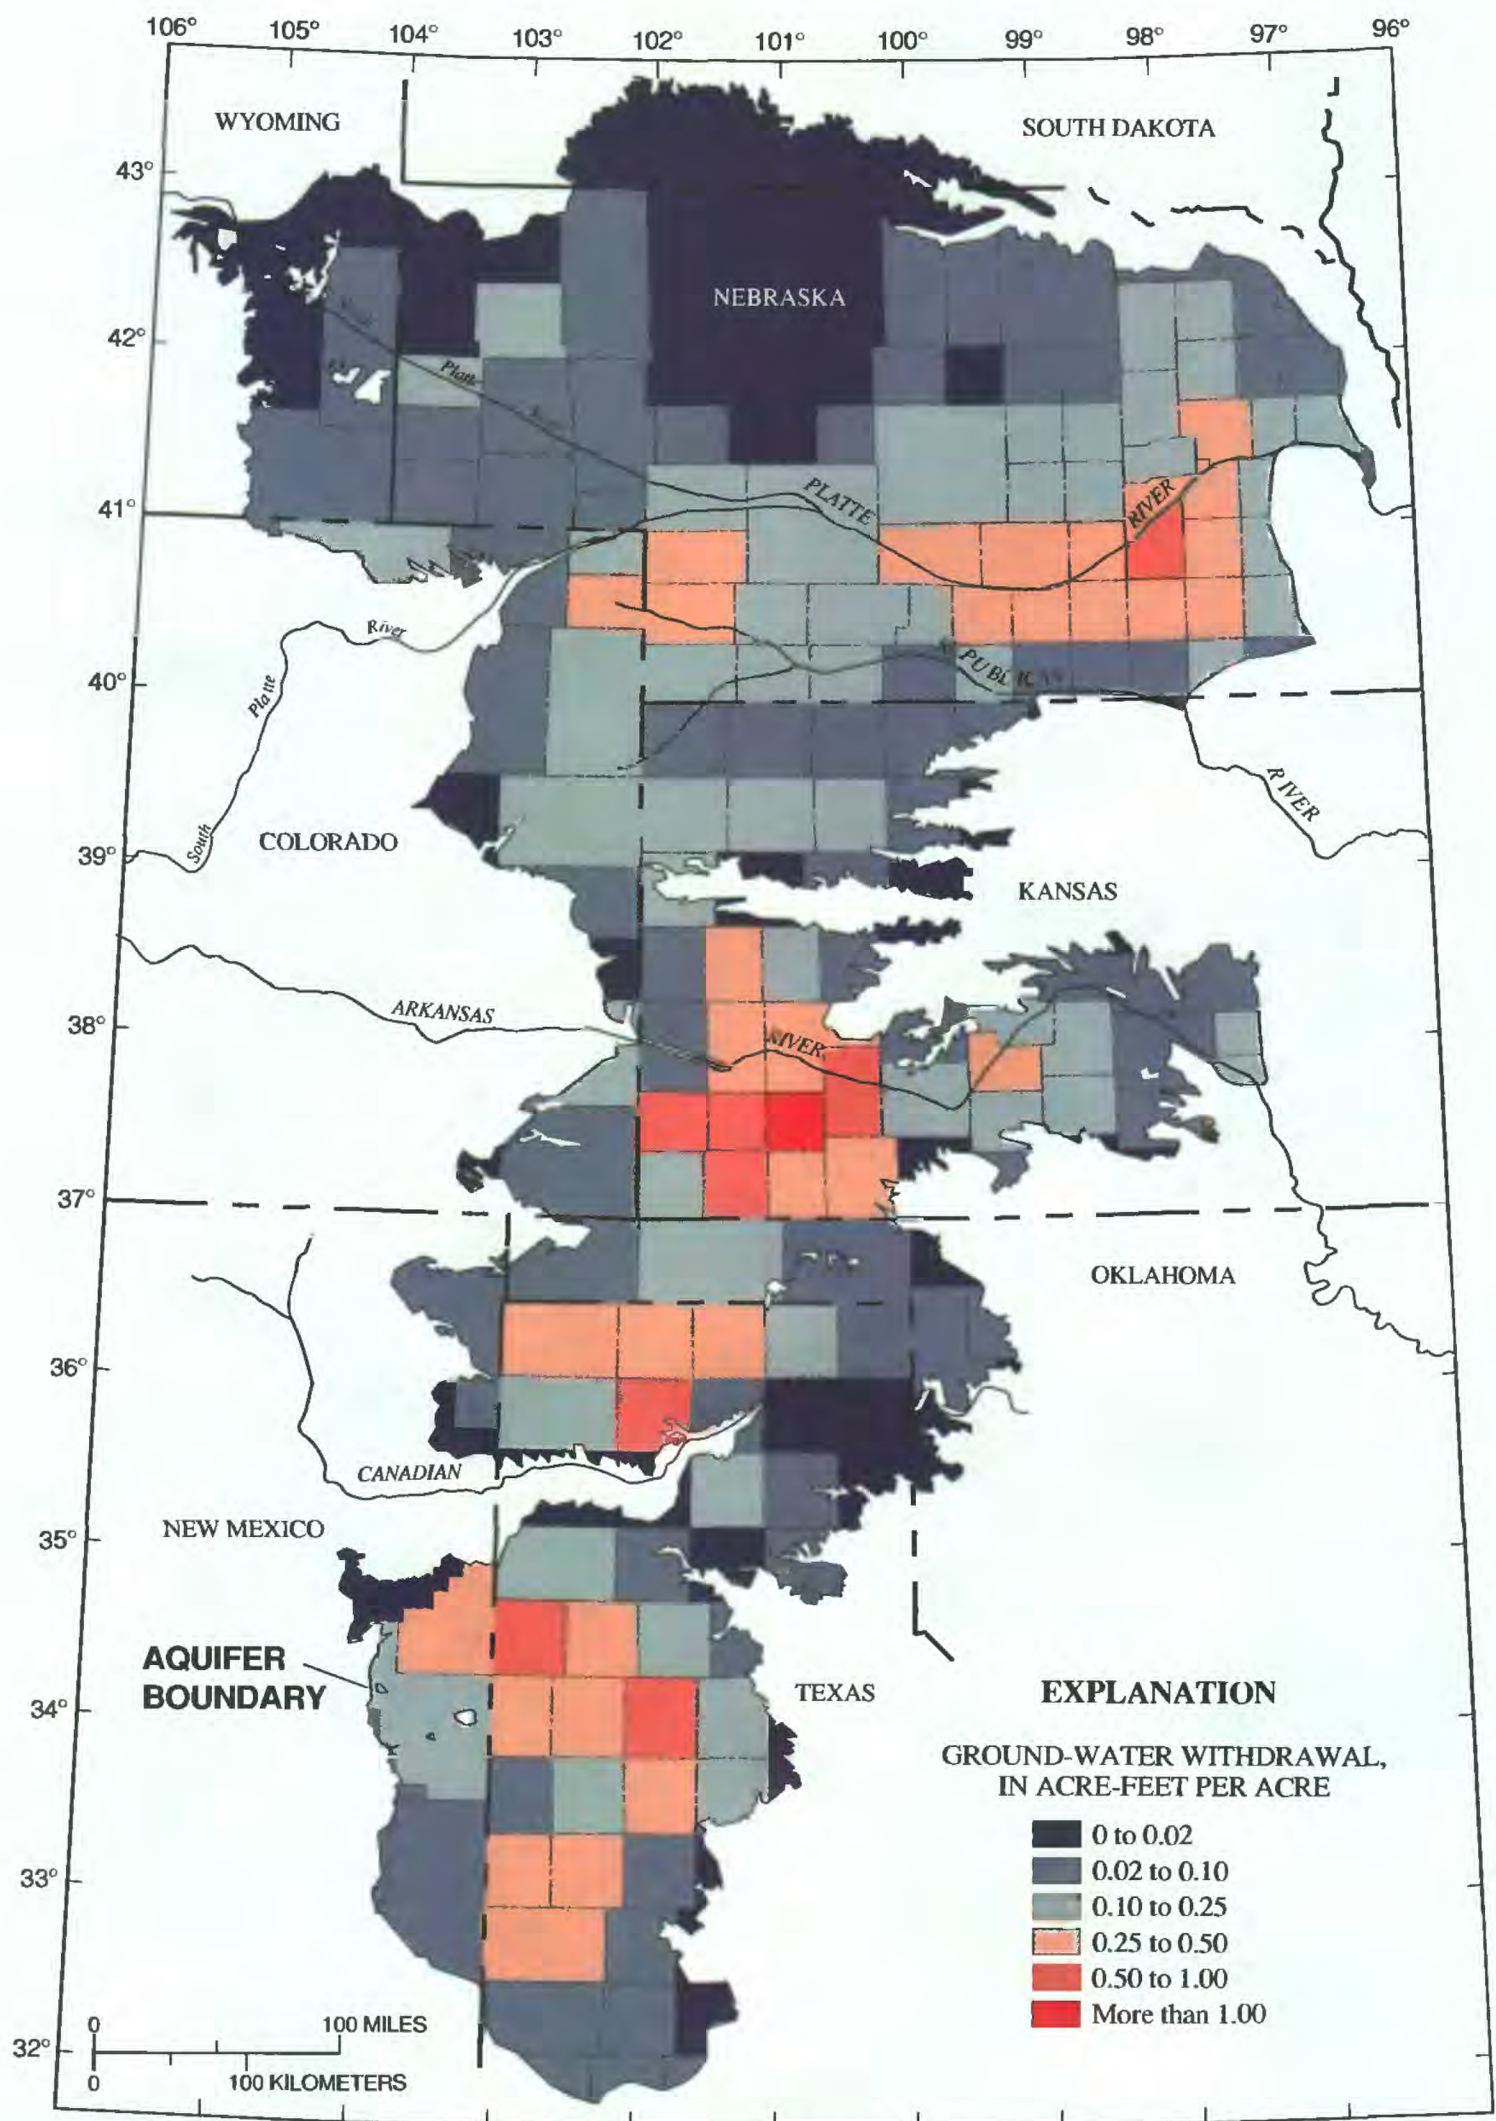 106° 105° 104° 103° 102° 101° 100° 99° 98° 97° 96°
WYOMING
SOUTH DAKOTA
43°
NEBRASKA
42°
Platte
41°
PLATTE
RIVER
River
PUBLICAN
40°
Platte
RIVER
South
COLORADO
39°
KANSAS
ARKANSAS
38°
RIVER
37°
OKLAHOMA
36°
CANADIAN
NEW MEXICO
35°
AQUIFER
BOUNDARY
34°
TEXAS
EXPLANATION
GROUND-WATER WITHDRAWAL,
IN ACRE-FEET PER ACRE
0 to 0.02
0.02 to 0.10
0.10 to 0.25
0.25 to 0.50
0.50 to 1.00
More than 1.00
33°
32°
0 100 MILES
0 100 KILOMETERS